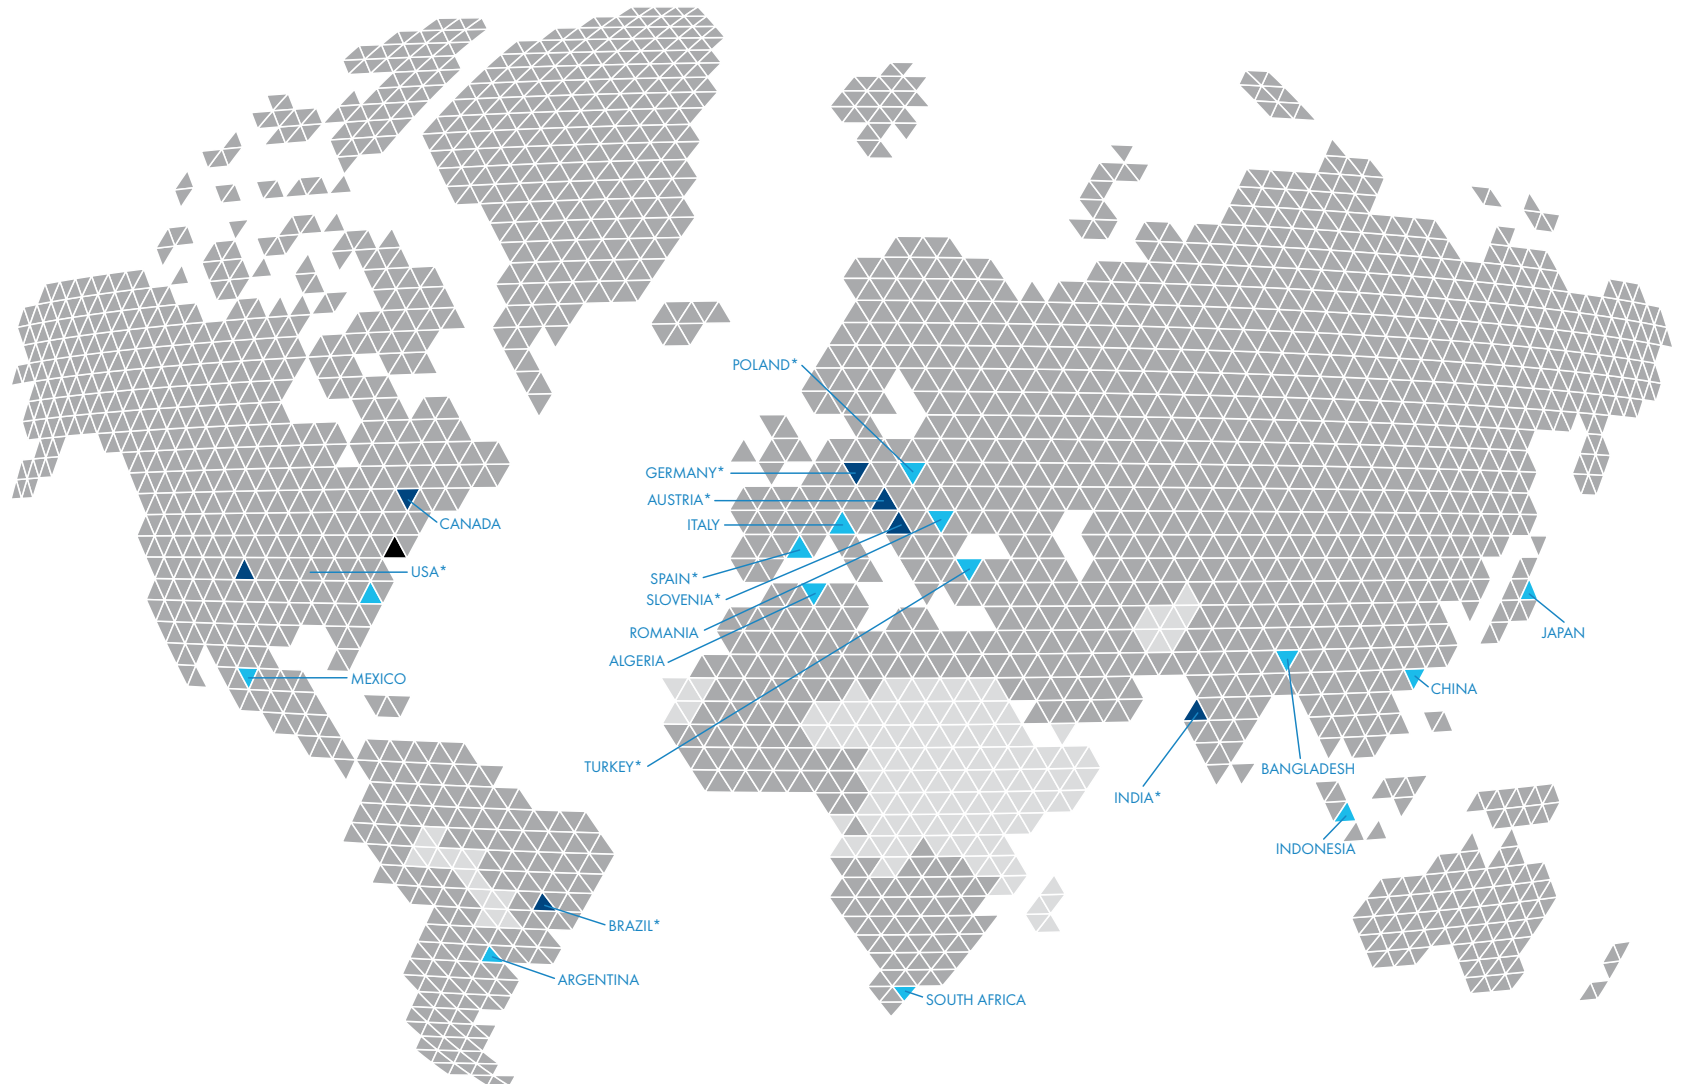 POLAND*
GERMANY*
AUSTRIA*
ITALY
CANADA
USA*
SPAIN*
SLOVENIA*
ROMANIA
JAPAN
ALGERIA
MEXICO
CHINA
TURKEY*
BANGLADESH
INDIA*
INDONESIA
BRAZIL*
ARGENTINA
SOUTH AFRICA